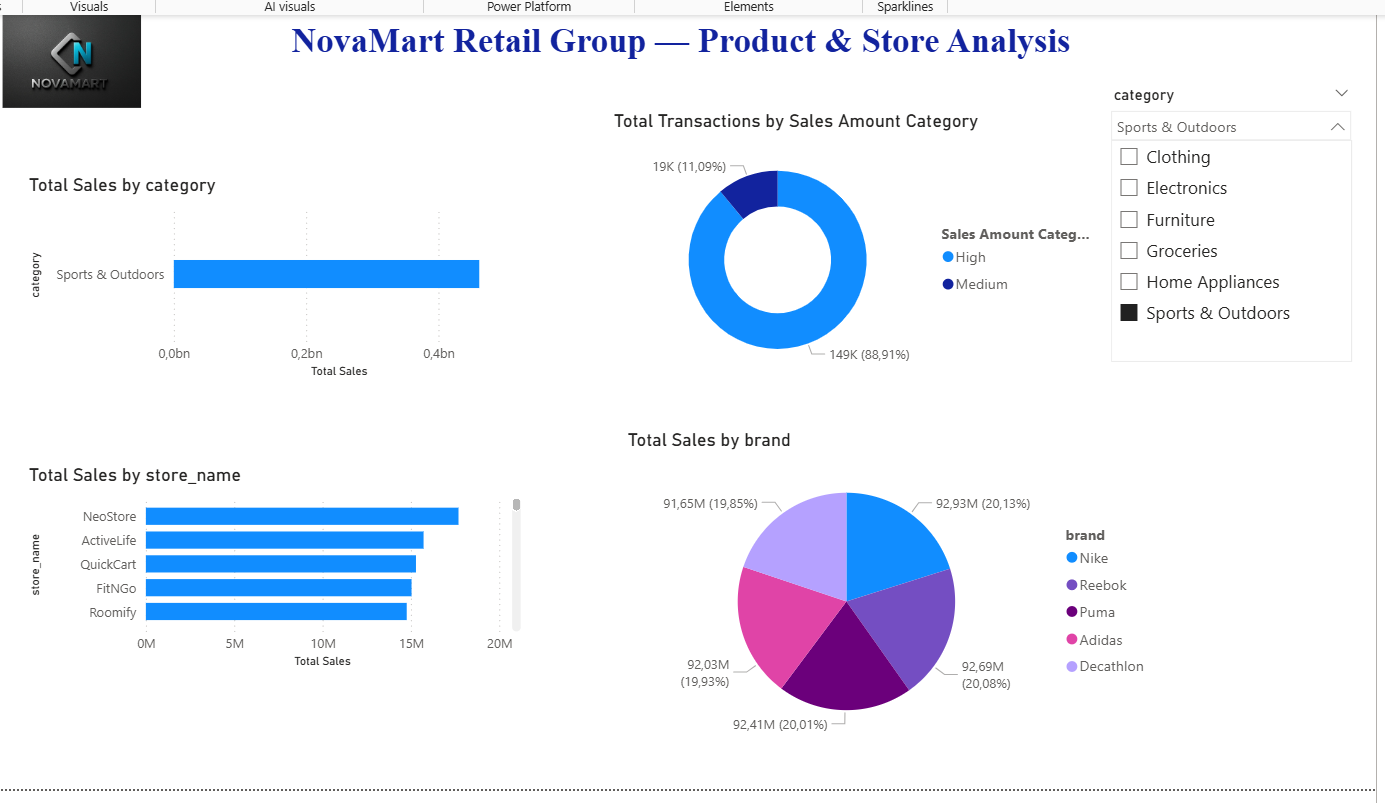 Visuals
AI visuals
Power Platform
Elements
Sparklines
N
NOVAMART
NovaMart Retail Group — Product & Store Analysis
category
Sports & Outdoors
Clothing
Electronics
Furniture
Groceries
Home Appliances
Sports & Outdoors
Total Sales by category
category
Sports & Outdoors
0,0bn
0,2bn
0,4bn
Total Sales
Total Transactions by Sales Amount Category
19K (11,09%)
149K (88,91%)
Sales Amount Categ...
High
Medium
Total Sales by store_name
store_name
NeoStore
ActiveLife
QuickCart
FitNGo
Roomify
0M
5M
10M
15M
20M
Total Sales
Total Sales by brand
91,65M (19,85%)
92,93M (20,13%)
92,03M
(19,93%)
92,69M
(20,08%)
92,41M (20,01%)
brand
Nike
Reebok
Puma
Adidas
Decathlon